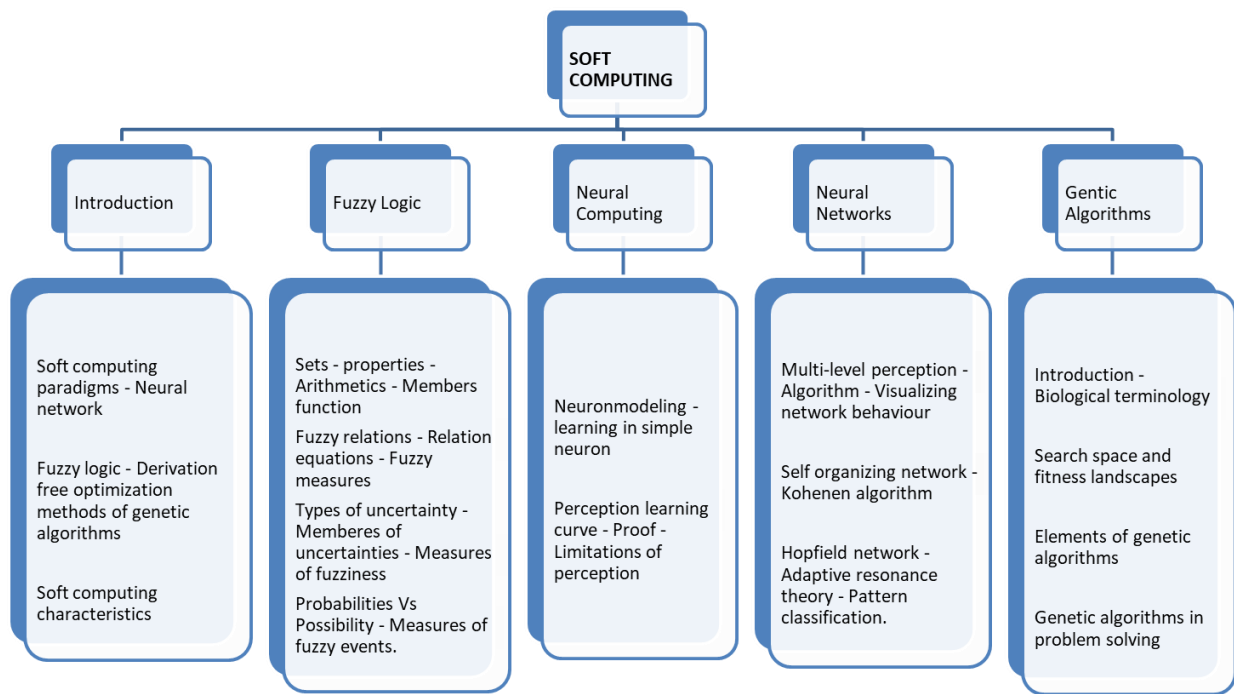 SOFT
COMPUTING
Introduction
Fuzzy Logic
Neural
Computing
Neural
Networks
Gentic
Algorithms
Soft computing
paradigms - Neural
network
Fuzzy logic - Derivation
free optimization
methods of genetic
algorithms
Soft computing
characteristics
Sets - properties -
Arithmetics - Members
function
Fuzzy relations - Relation
equations - Fuzzy
measures
Types of uncertainty -
Memberes of
uncertainties - Measures
of fuzziness
Probabilities Vs
Possibility - Measures of
fuzzy events.
Neuronmodeling -
learning in simple
neuron
Perception learning
curve - Proof -
Limitations of
perception
Multi-level perception -
Algorithm - Visualizing
network behaviour
Self organizing network -
Kohenen algorithm
Hopfield network -
Adaptive resonance
theory - Pattern
classification.
Introduction -
Biological terminology
Search space and
fitness landscapes
Elements of genetic
algorithms
Genetic algorithms in
problem solving